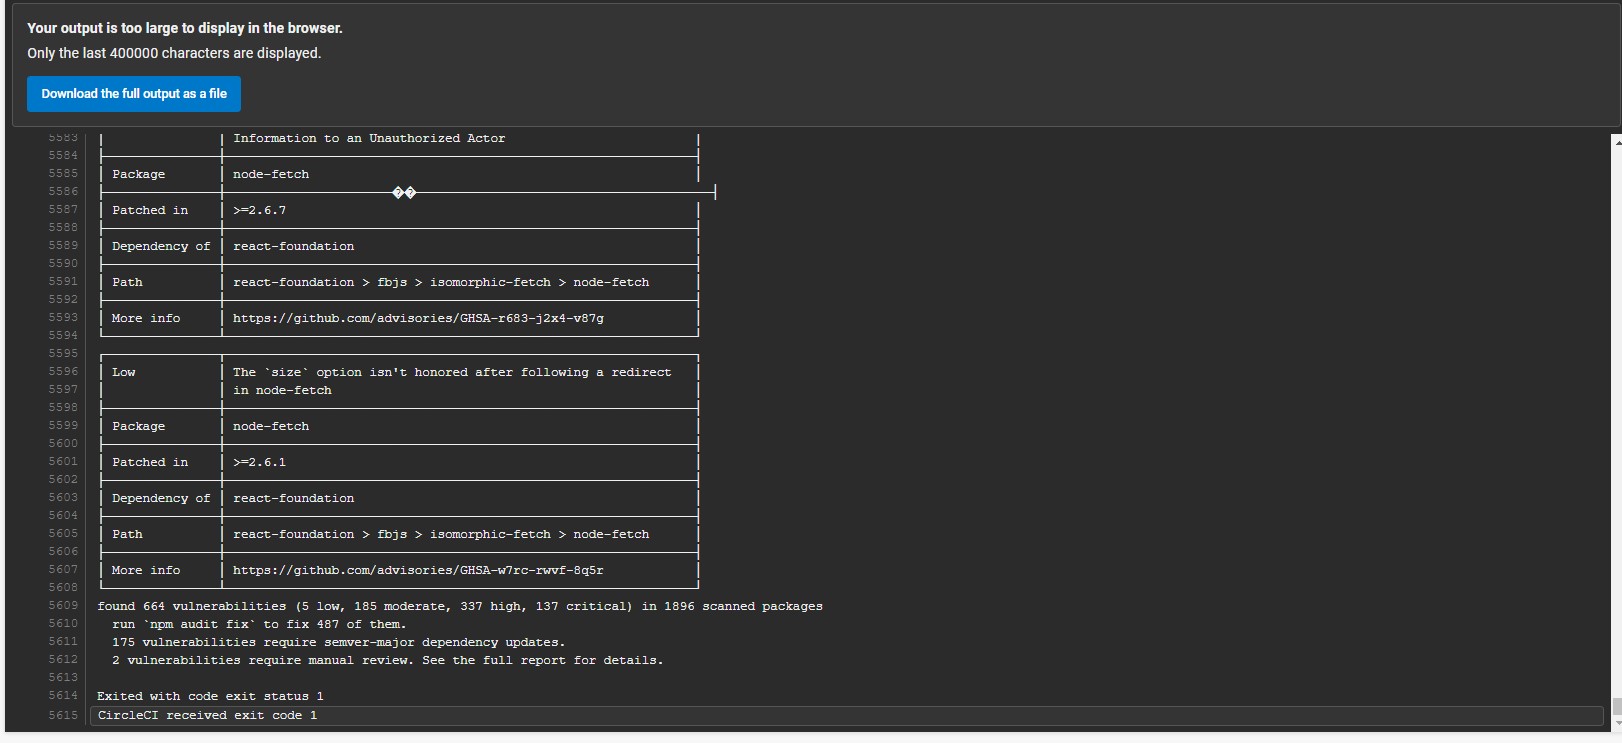 Your output is too large to display in the browser.
Only the last 400000 characters are displayed.
Download the full output as a file
5583 Information to an Unauthorized Actor
5584
5585 Package node-fetch
5586 ��
5587 Patched in >=2.6.7
5588
5589 Dependency of react-foundation
5590
5591 Path react-foundation > fbjs > isomorphic-fetch > node-fetch
5592
5593 More info https://github.com/advisories/GHSA-r683-j2x4-v87g
5594
5595
5596 Low The `size` option isn't honored after following a redirect
5597 in node-fetch
5598
5599 Package node-fetch
5600
5601 Patched in >=2.6.1
5602
5603 Dependency of react-foundation
5604
5605 Path react-foundation > fbjs > isomorphic-fetch > node-fetch
5606
5607 More info https://github.com/advisories/GHSA-w7rc-rwvf-8q5r
5608
5609 found 664 vulnerabilities (5 low, 185 moderate, 337 high, 137 critical) in 1896 scanned packages
5610 run `npm audit fix` to fix 487 of them.
5611 175 vulnerabilities require semver-major dependency updates.
5612 2 vulnerabilities require manual review. See the full report for details.
5613
5614 Exited with code exit status 1
5615 CircleCI received exit code 1